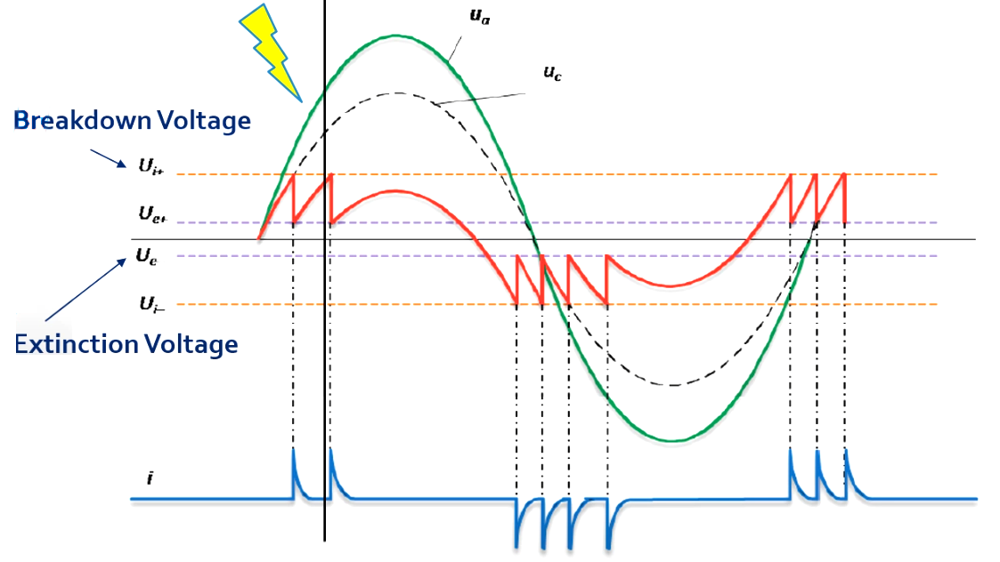 u_a
u_c
Breakdown Voltage
U_i+
U_e+
U_e
U_i–
Extinction Voltage
i